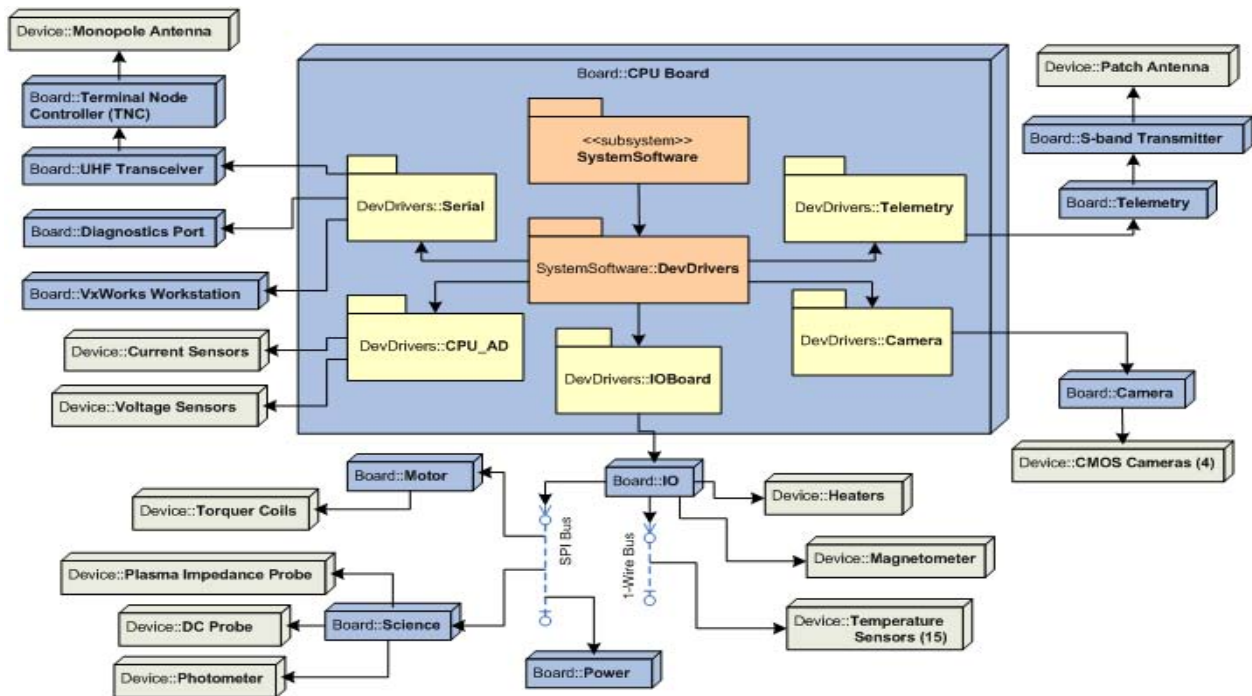 Device::Monopole Antenna
Board::Terminal Node
Controller (TNC)
Board::UHF Transceiver
Board::Diagnostics Port
Board::VxWorks Workstation
Device::Current Sensors
Device::Voltage Sensors
Board::CPU Board
<<subsystem>>
SystemSoftware
DevDrivers::Serial
DevDrivers::Telemetry
SystemSoftware::DevDrivers
DevDrivers::CPU_AD
DevDrivers::IOBoard
DevDrivers::Camera
Device::Patch Antenna
Board::S-band Transmitter
Board::Telemetry
Board::Camera
Device::CMOS Cameras (4)
Board::Motor
Board::IO
Device::Heaters
Device::Torquer Coils
SPI Bus
1-Wire Bus
Device::Magnetometer
Device::Plasma Impedance Probe
Device::DC Probe
Board::Science
Device::Temperature
Sensors (15)
Device::Photometer
Board::Power